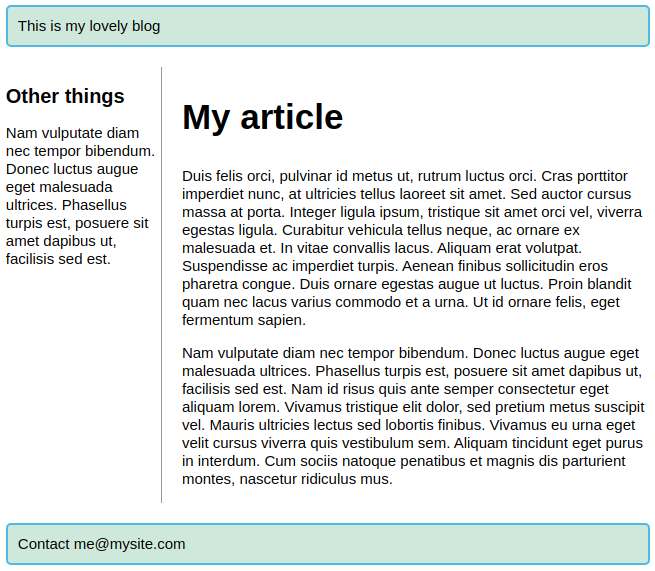 This is my lovely blog
Other things
Nam vulputate diam
nec tempor bibendum.
Donec luctus augue
eget malesuada
ultrices. Phasellus
turpis est, posuere sit
amet dapibus ut,
facilisis sed est.
My article
Duis felis orci, pulvinar id metus ut, rutrum luctus orci. Cras porttitor
imperdiet nunc, at ultricies tellus laoreet sit amet. Sed auctor cursus
massa at porta. Integer ligula ipsum, tristique sit amet orci vel, viverra
egestas ligula. Curabitur vehicula tellus neque, ac ornare ex
malesuada et. In vitae convallis lacus. Aliquam erat volutpat.
Suspendisse ac imperdiet turpis. Aenean finibus sollicitudin eros
pharetra congue. Duis ornare egestas augue ut luctus. Proin blandit
quam nec lacus varius commodo et a urna. Ut id ornare felis, eget
fermentum sapien.
Nam vulputate diam nec tempor bibendum. Donec luctus augue eget
malesuada ultrices. Phasellus turpis est, posuere sit amet dapibus ut,
facilisis sed est. Nam id risus quis ante semper consectetur eget
aliquam lorem. Vivamus tristique elit dolor, sed pretium metus suscipit
vel. Mauris ultricies lectus sed lobortis finibus. Vivamus eu urna eget
velit cursus viverra quis vestibulum sem. Aliquam tincidunt eget purus
in interdum. Cum sociis natoque penatibus et magnis dis parturient
montes, nascetur ridiculus mus.
Contact me@mysite.com